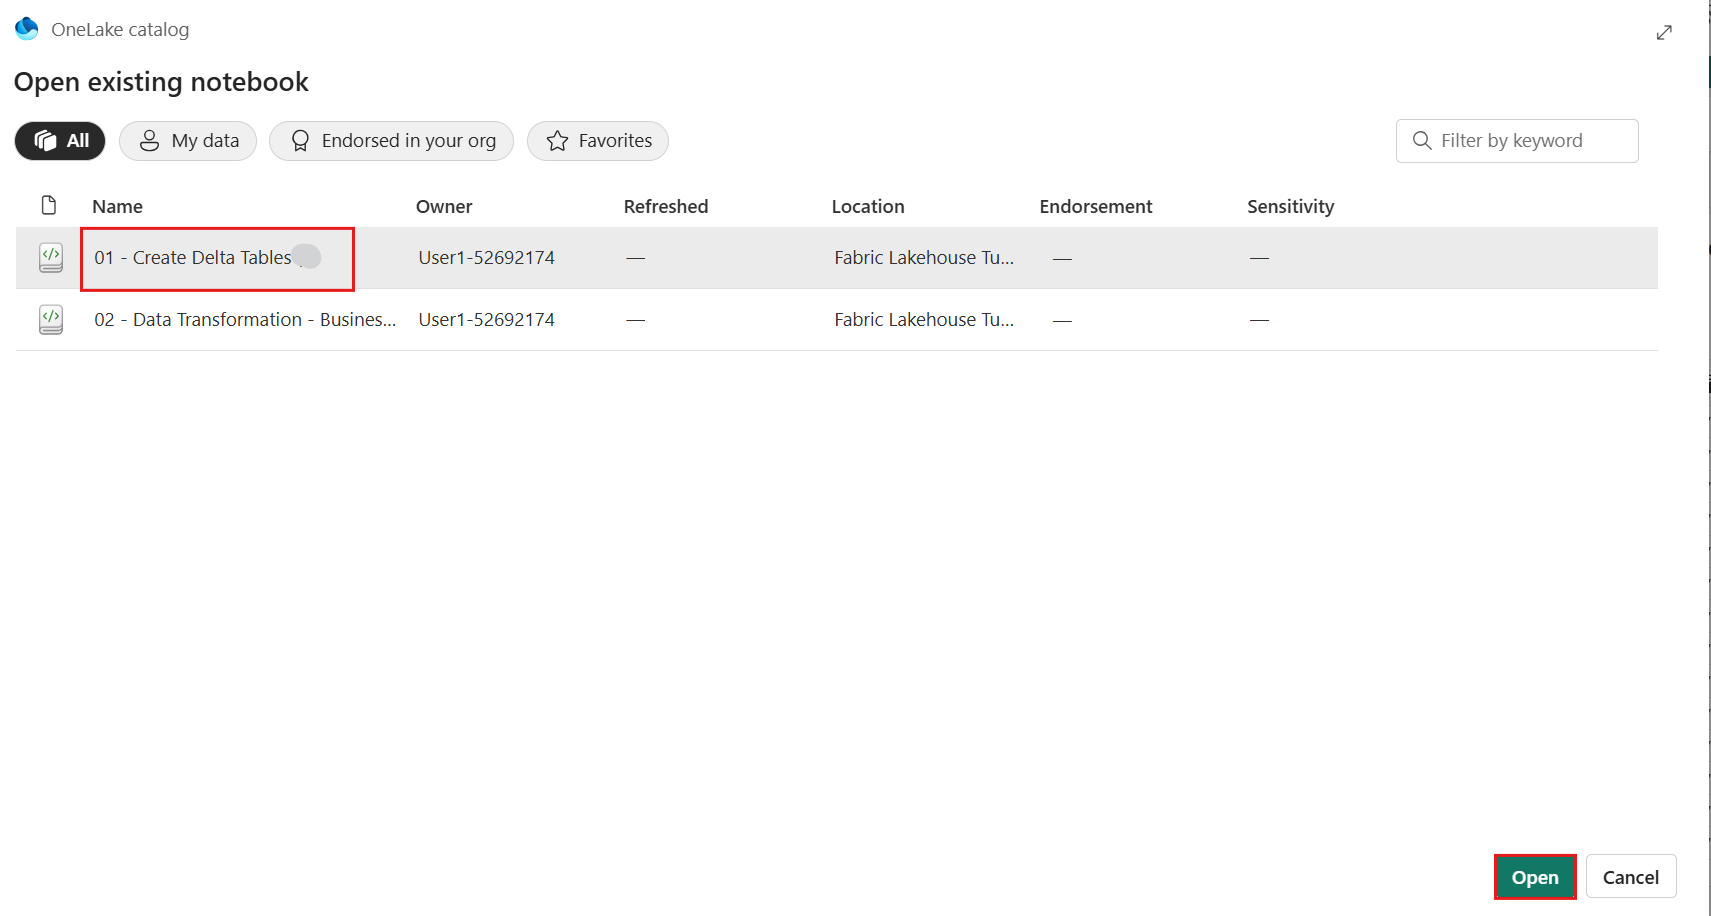 OneLake catalog
Open existing notebook
All My data Endorsed in your org Favorites Filter by keyword
Name Owner Refreshed Location Endorsement Sensitivity
01 - Create Delta Tables User1-52692174 — Fabric Lakehouse Tu... — —
02 - Data Transformation - Busines... User1-52692174 — Fabric Lakehouse Tu... — —
Open Cancel